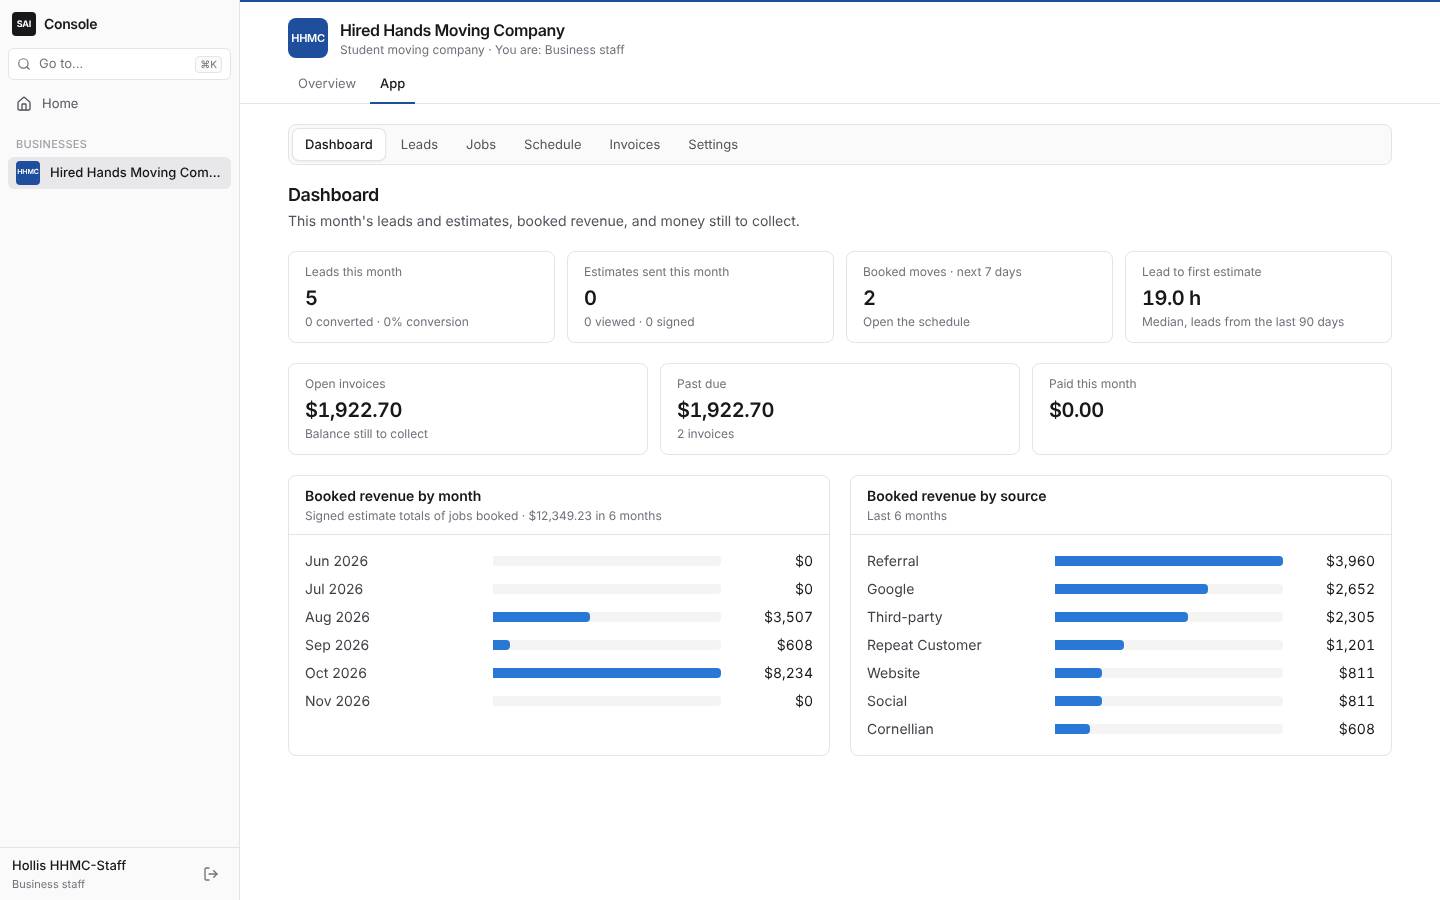 SAI Console
Go to... ⌘K
Home
BUSINESSES
HHMC Hired Hands Moving Com...
Hollis HHMC-Staff
Business staff
HHMC
Hired Hands Moving Company
Student moving company · You are: Business staff
Overview App
Dashboard Leads Jobs Schedule Invoices Settings
Dashboard
This month's leads and estimates, booked revenue, and money still to collect.
Leads this month
5
0 converted · 0% conversion
Estimates sent this month
0
0 viewed · 0 signed
Booked moves · next 7 days
2
Open the schedule
Lead to first estimate
19.0 h
Median, leads from the last 90 days
Open invoices
$1,922.70
Balance still to collect
Past due
$1,922.70
2 invoices
Paid this month
$0.00
Booked revenue by month
Signed estimate totals of jobs booked · $12,349.23 in 6 months
Jun 2026 $0
Jul 2026 $0
Aug 2026 $3,507
Sep 2026 $608
Oct 2026 $8,234
Nov 2026 $0
Booked revenue by source
Last 6 months
Referral $3,960
Google $2,652
Third-party $2,305
Repeat Customer $1,201
Website $811
Social $811
Cornellian $608